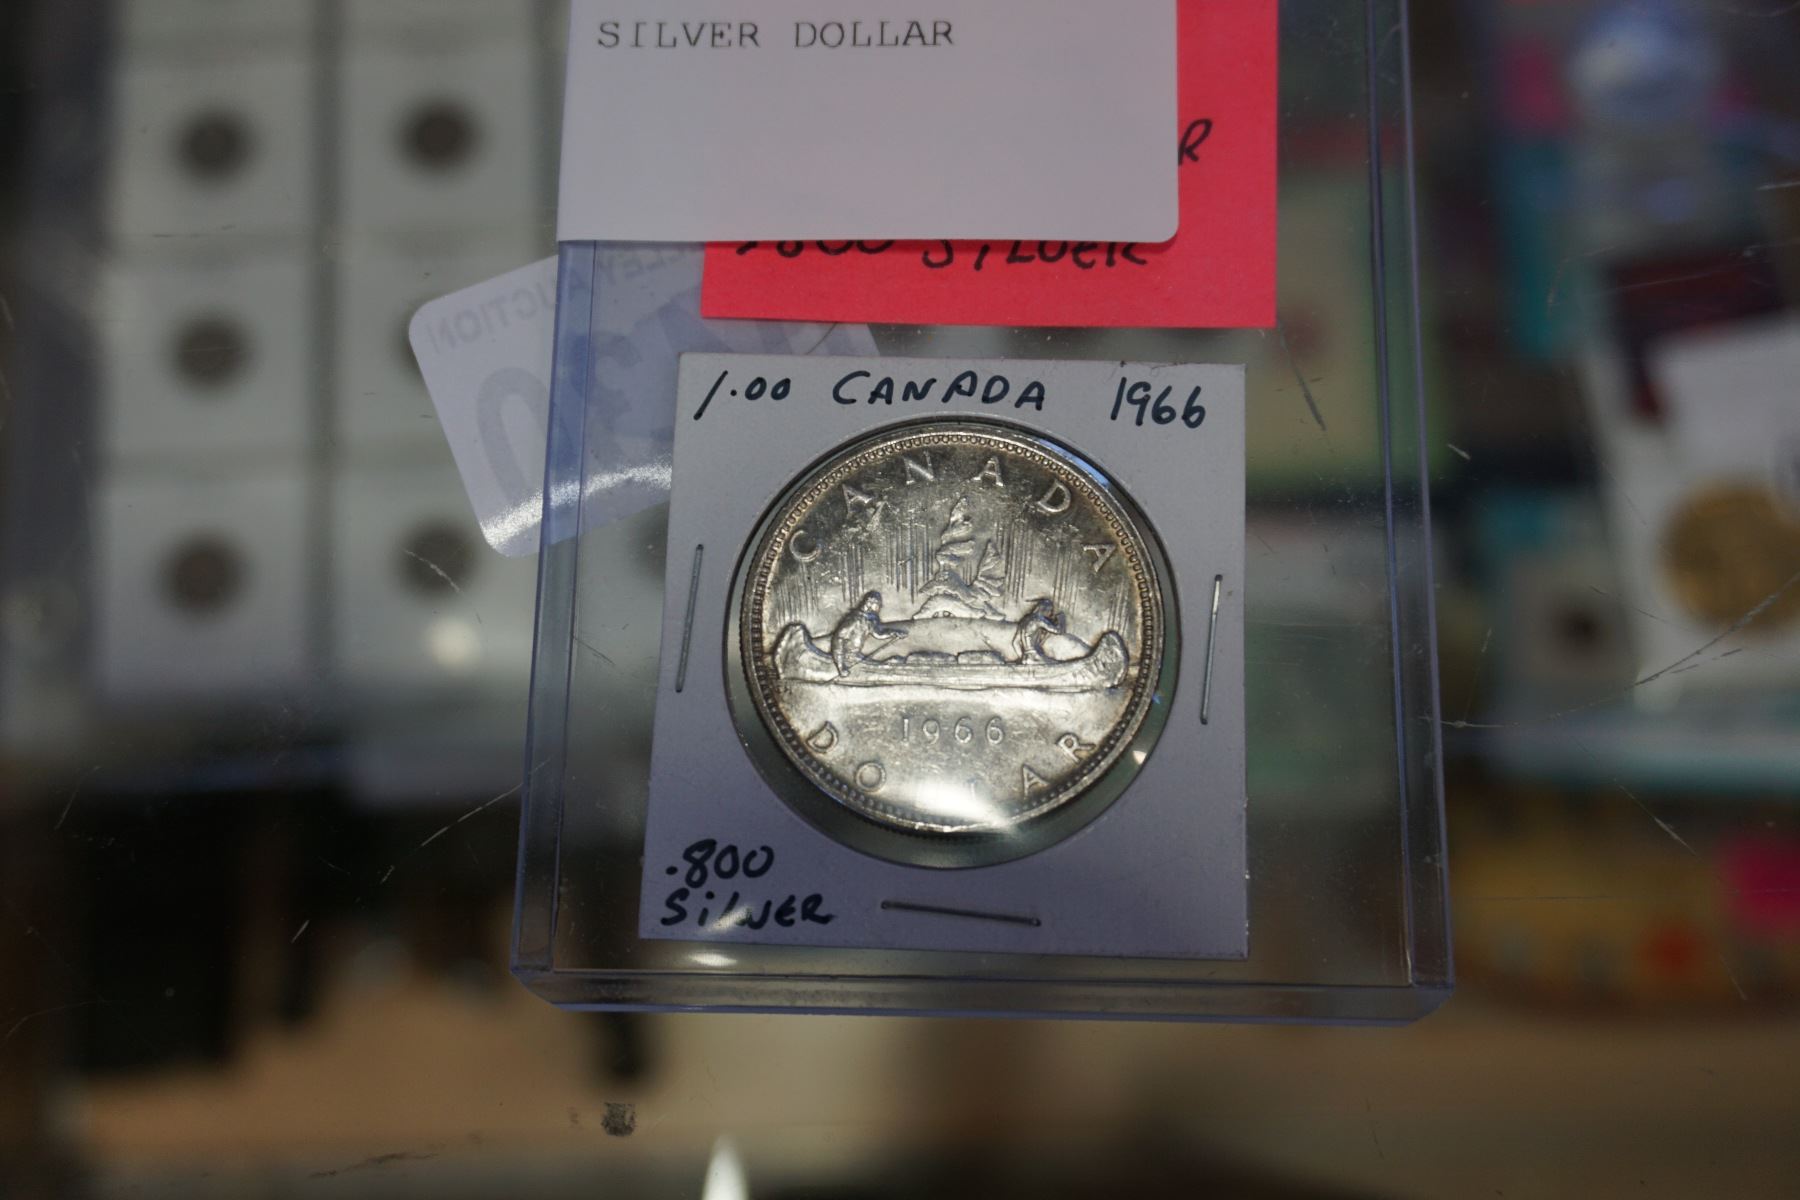 SILVER DOLLAR
R
.800 SILVER
1.00 CANADA 1966
CANADA
1966
DOLLAR
.800
SILVER